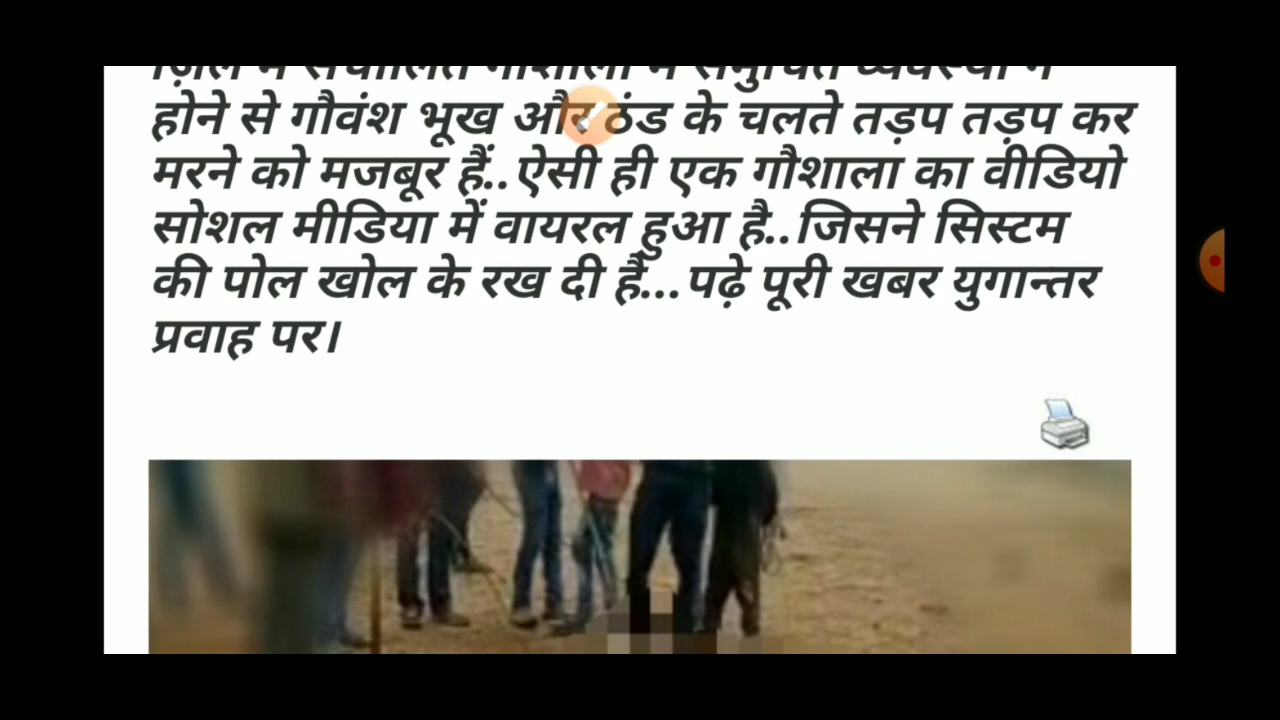 होने से गौवंश भूख और ठंड के चलते तड़प तड़प कर
मरने को मजबूर हैं..ऐसी ही एक गौशाला का वीडियो
सोशल मीडिया में वायरल हुआ है..जिसने सिस्टम
की पोल खोल के रख दी है...पढ़े पूरी खबर युगान्तर
प्रवाह पर।